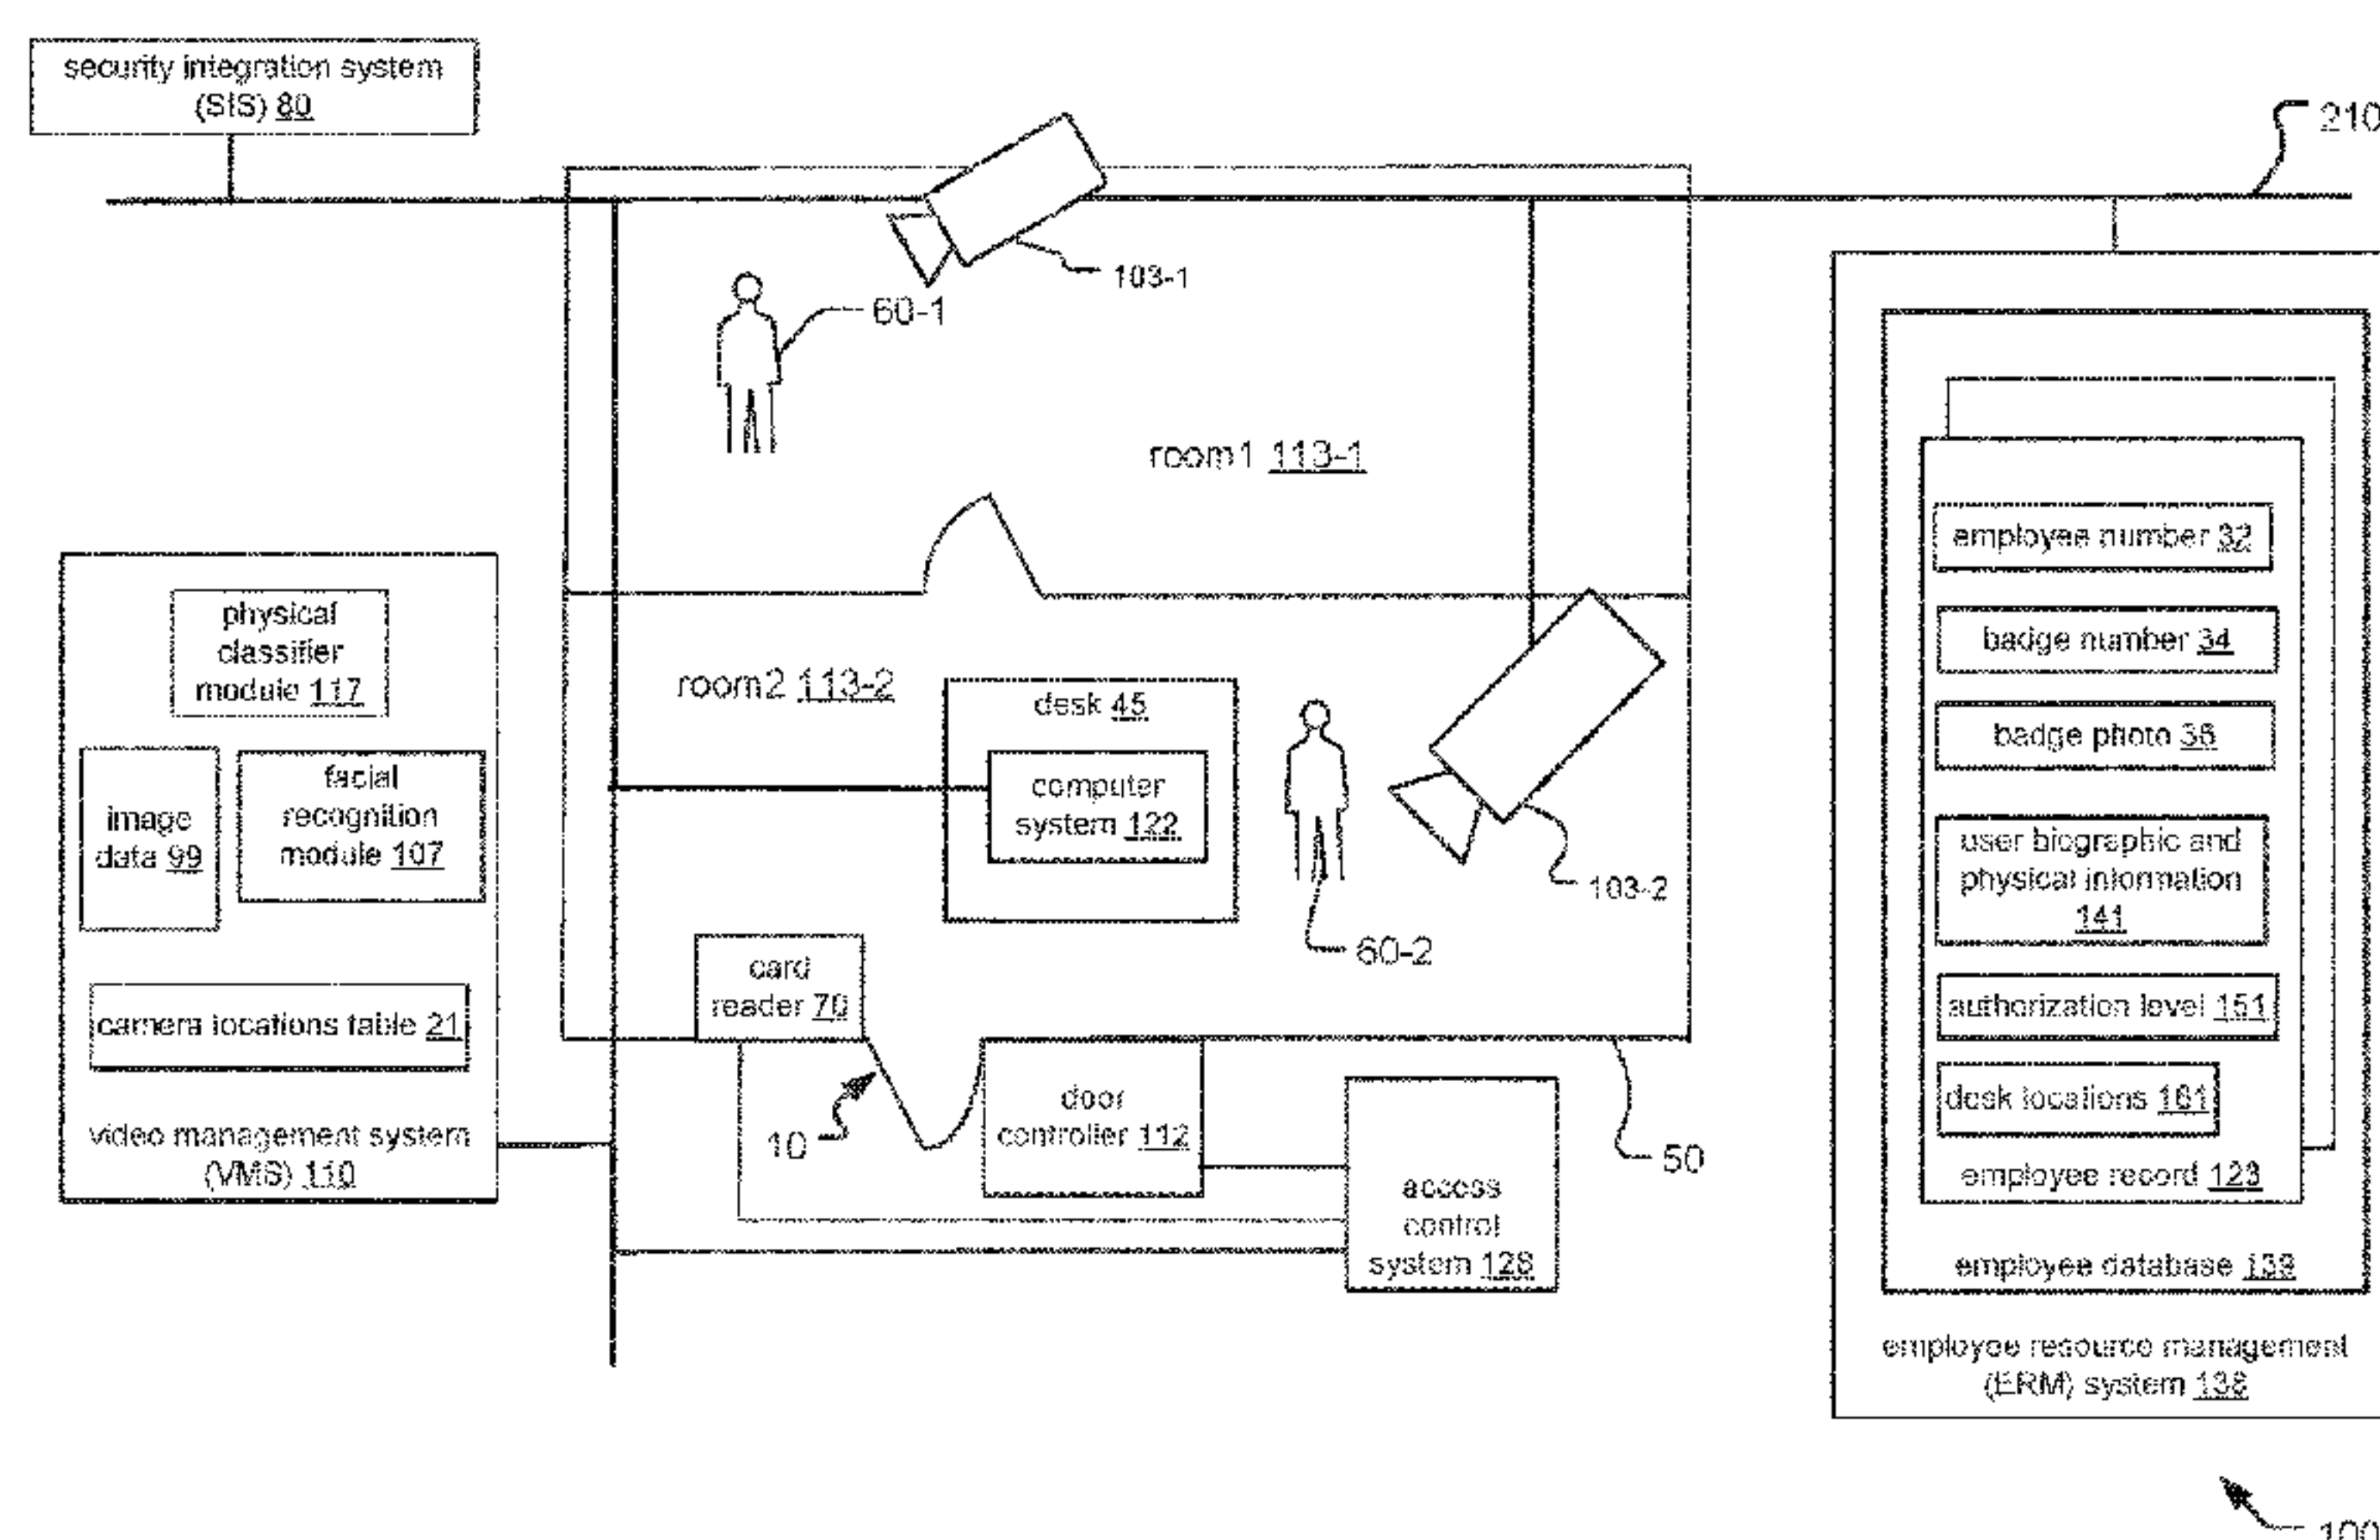 security integration system
(SIS) 80
210
103-1
60-1
room1 113-1
physical
classifier
module 117
image
data 99
facial
recognition
module 107
camera locations table 21
video management system
(VMS) 110
room2 113-2
desk 45
computer
system 122
103-2
60-2
card
reader 70
10
door
controller 112
50
access
control
system 128
employee number 32
badge number 34
badge photo 36
user biographic and
physical information
141
authorization level 151
desk locations 161
employee record 123
employee database 139
employee resource management
(ERM) system 138
100